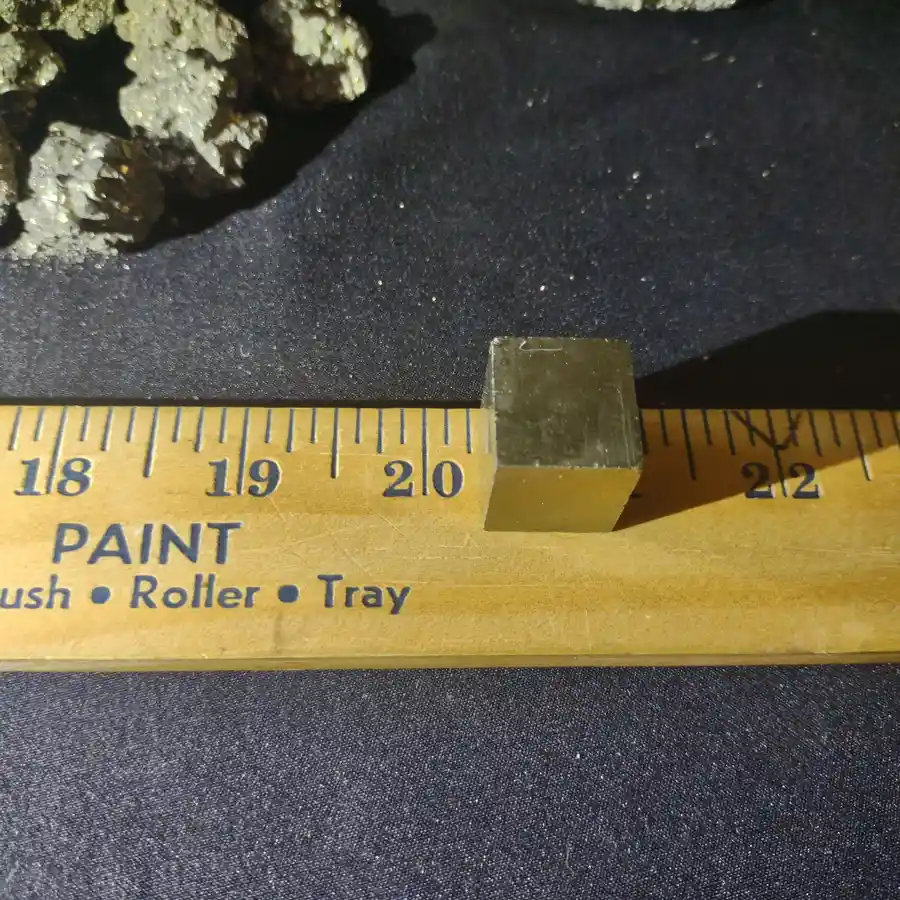 18 19 20 22
PAINT
ush • Roller • Tray